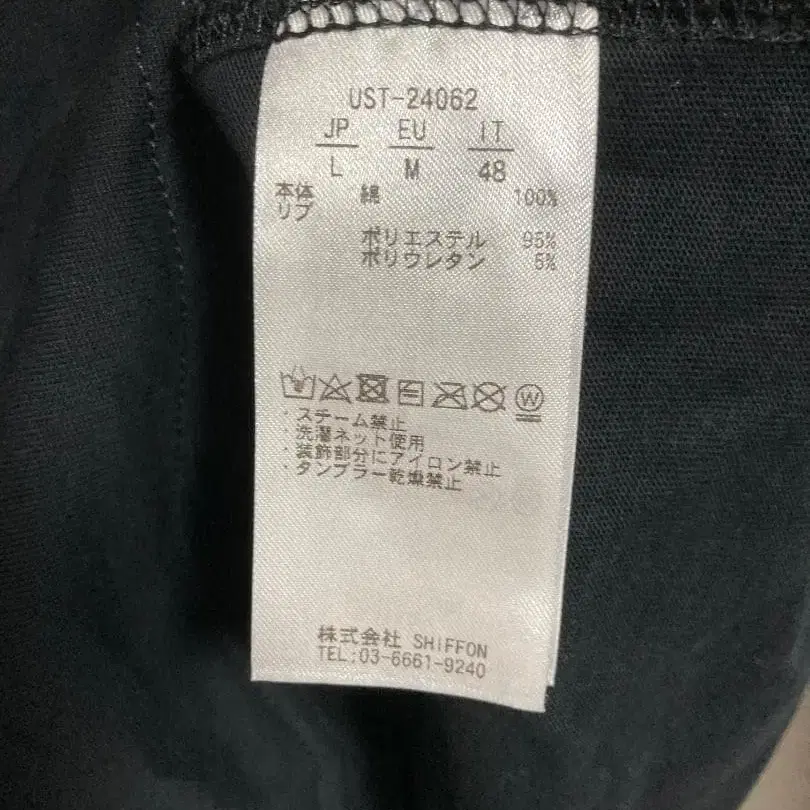 UST-24062
JP EU IT
L M 48
本体 綿 100%
リブ
ポリエステル 95%
ポリウレタン 5%
W
・スチーム禁止
・洗濯ネット使用
・装飾部分にアイロン禁止
・タンブラー乾燥禁止
株式会社 SHIFFON
TEL:03-6661-9240